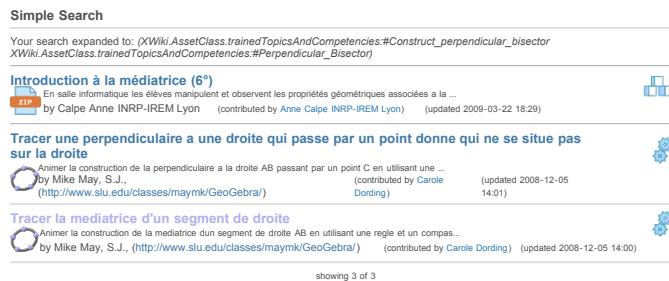 Simple Search
Your search expanded to: (XWiki.AssetClass.trainedTopicsAndCompetencies:#Construct_perpendicular_bisector
XWiki.AssetClass.trainedTopicsAndCompetencies:#Perpendicular_Bisector)
Introduction à la médiatrice (6°)
En salle informatique les élèves manipulent et observent les propriétés géométriques associées a la ...
ZIP
by Calpe Anne INRP-IREM Lyon (contributed by Anne Calpe INRP-IREM Lyon) (updated 2009-03-22 18:29)
Tracer une perpendiculaire a une droite qui passe par un point donne qui ne se situe pas
sur la droite
Animer la construction de la perpendiculaire a la droite AB passant par un point C en utilisant une ...
by Mike May, S.J., (contributed by Carole (updated 2008-12-05
(http://www.slu.edu/classes/maymk/GeoGebra/) Dording) 14:01)
Tracer la mediatrice d'un segment de droite
Animer la construction de la mediatrice dun segment de droite AB en utilisant une regle et un compas...
by Mike May, S.J., (http://www.slu.edu/classes/maymk/GeoGebra/) (contributed by Carole Dording) (updated 2008-12-05 14:00)
showing 3 of 3